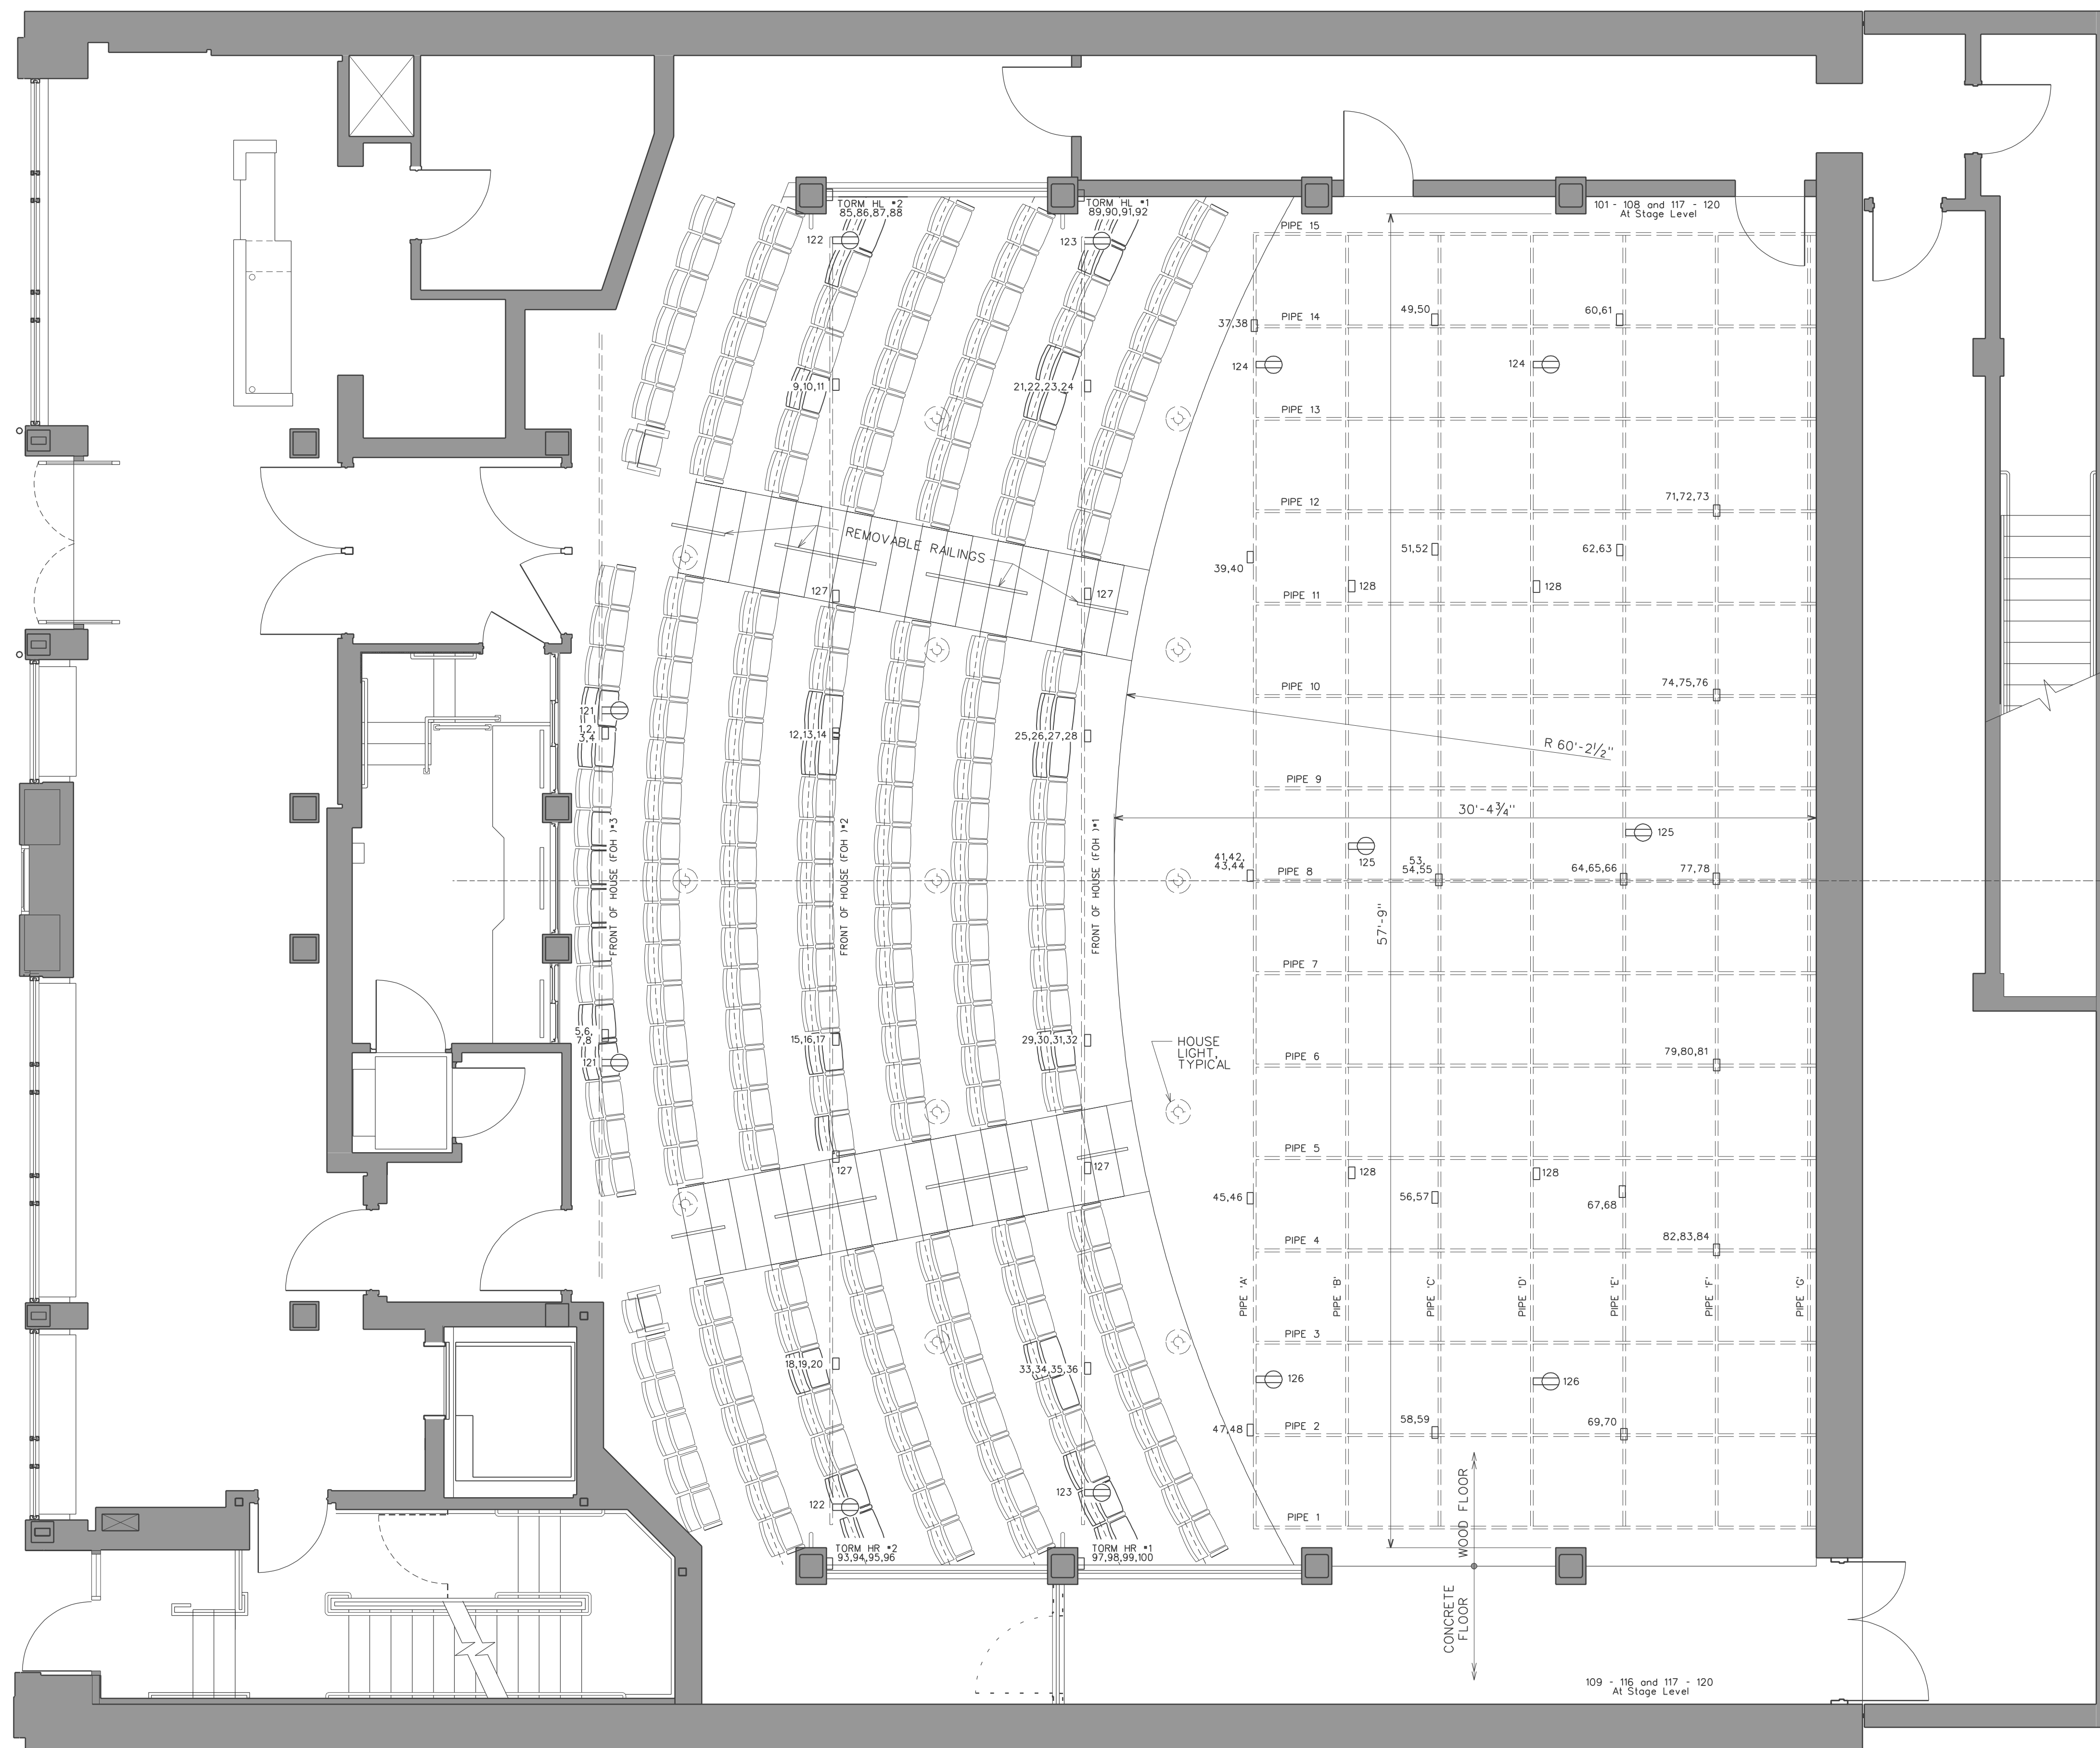 TORM HL #2
85,86,87,88
TORM HL #1
89,90,91,92
101 - 108 and 117 - 120
At Stage Level
122
123
PIPE 15
37,38
PIPE 14
49,50
60,61
124
124
9,10,11
21,22,23,24
PIPE 13
PIPE 12
71,72,73
REMOVABLE RAILINGS
39,40
51,52
62,63
127
127
128
128
PIPE 11
PIPE 10
74,75,76
121
1,2,
3,4
12,13,14
25,26,27,28
R 60'-2½"
PIPE 9
30'-4¾"
FRONT OF HOUSE (FOH )#3
FRONT OF HOUSE (FOH )#2
FRONT OF HOUSE (FOH )#1
125
125
41,42,
43,44
PIPE 8
53,
54,55
64,65,66
77,78
57'-9"
PIPE 7
5,6,
7,8
15,16,17
29,30,31,32
HOUSE
LIGHT,
TYPICAL
PIPE 6
79,80,81
121
PIPE 5
127
127
128
128
45,46
56,57
67,68
PIPE 4
82,83,84
PIPE 'A'
PIPE 'B'
PIPE 'C'
PIPE 'D'
PIPE 'E'
PIPE 'F'
PIPE 'G'
PIPE 3
18,19,20
33,34,35,36
126
126
47,48
PIPE 2
58,59
69,70
122
123
PIPE 1
WOOD FLOOR
TORM HR #2
93,94,95,96
TORM HR #1
97,98,99,100
CONCRETE
FLOOR
109 - 116 and 117 - 120
At Stage Level